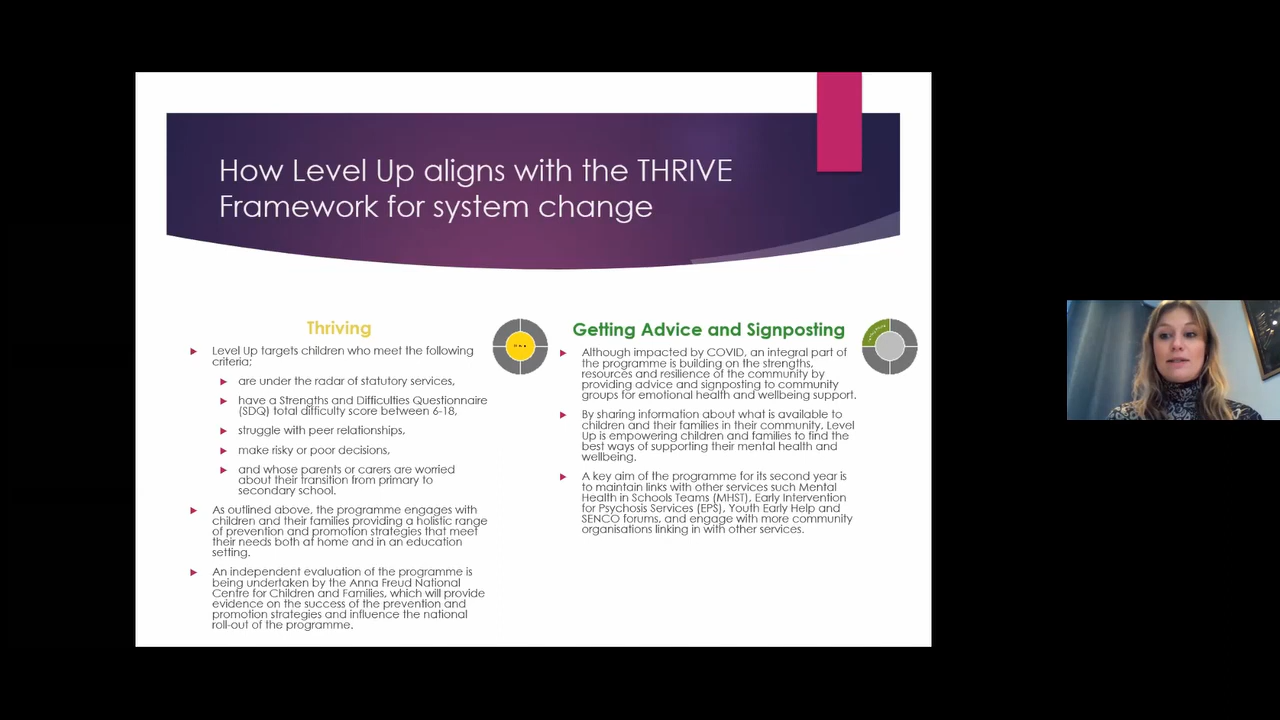 How Level Up aligns with the THRIVE
Framework for system change
Thriving
Level Up targets children who meet the following
criteria:
are under the radar of statutory services,
have a Strengths and Difficulties Questionnaire
(SDQ) total difficulty score between 6-18,
struggle with peer relationships,
make risky or poor decisions,
and whose parents or carers are worried
about their transition from primary to
secondary school.
As outlined above, the programme engages with
children and their families providing a holistic range
of prevention and promotion strategies that meet
their needs both at home and in an education
setting.
An independent evaluation of the programme is
being undertaken by the Anna Freud National
Centre for Children and Families, which will provide
evidence on the success of the prevention and
promotion strategies and influence the national
roll-out of the programme.
Getting Advice and Signposting
Although impacted by COVID, an integral part of
the programme is building on the strengths,
resources and resilience of the community by
providing advice and signposting to community
groups for emotional health and wellbeing support.
By sharing information about what is available to
children and their families in their community, Level
Up is empowering children and families to find the
best ways of supporting their mental health and
wellbeing.
A key aim of the programme for its second year is
to maintain links with other services such Mental
Health in Schools Teams (MHST), Early Intervention
for Psychosis Services (EPS), Youth Early Help and
SENCO forums, and engage with more community
organisations linking in with other services.